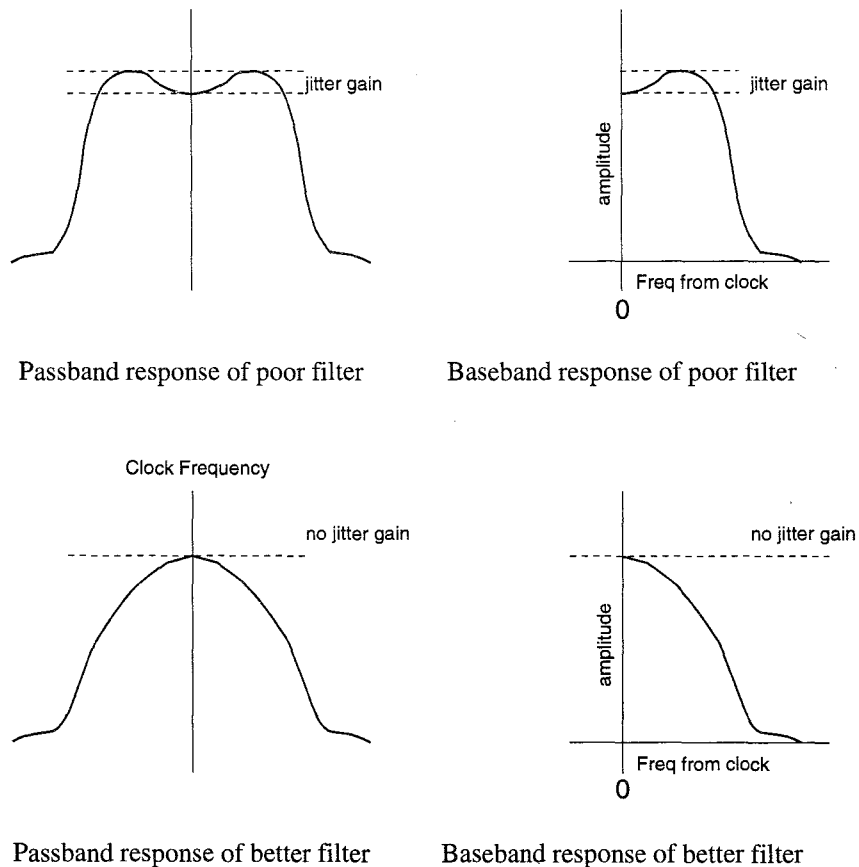 jitter gain
jitter gain
amplitude
Freq from clock
0
Passband response of poor filter
Baseband response of poor filter
Clock Frequency
no jitter gain
no jitter gain
amplitude
Freq from clock
0
Passband response of better filter
Baseband response of better filter